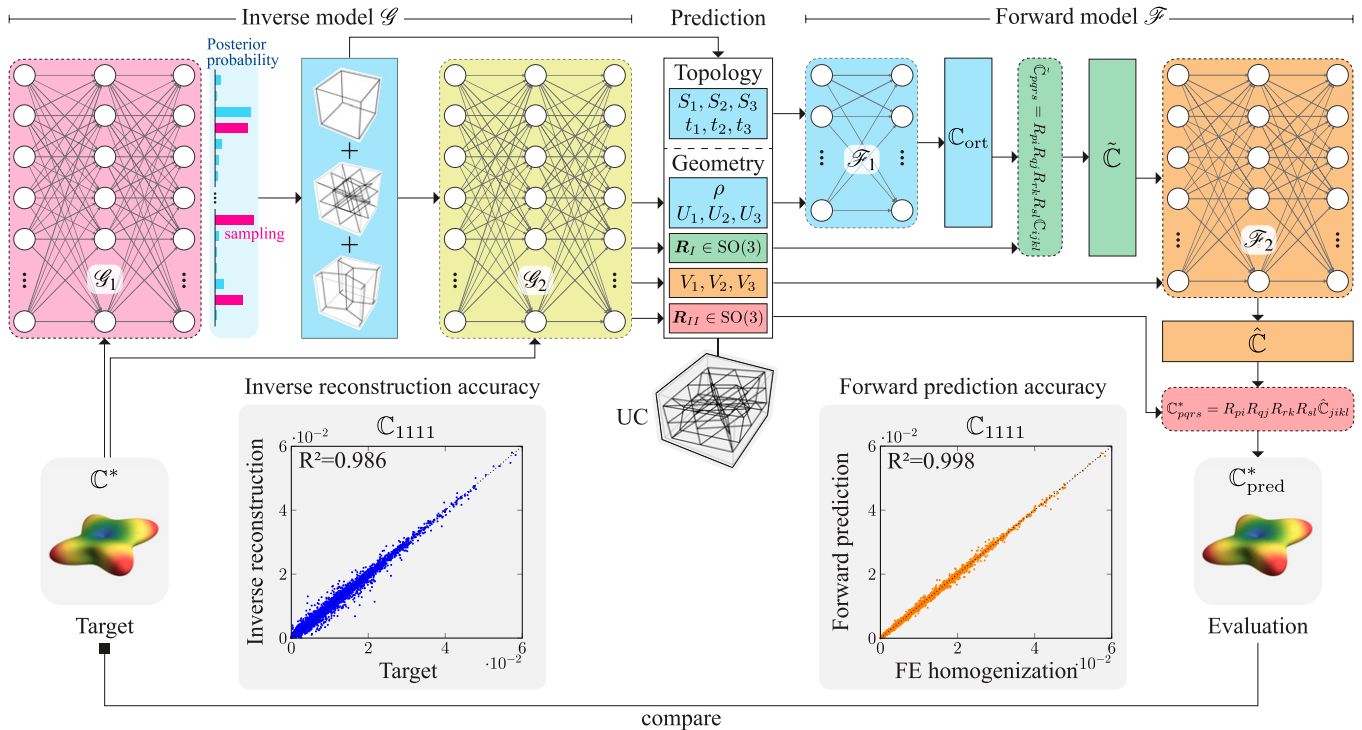 Inverse model 𝒢
Prediction
Forward model ℱ
Posterior
probability
sampling
𝒢₁
+
+
𝒢₂
Topology
S₁, S₂, S₃
t₁, t₂, t₃
Geometry
ρ
U₁, U₂, U₃
R_I ∈ SO(3)
V₁, V₂, V₃
R_II ∈ SO(3)
UC
ℱ₁
ℂ_ort
ℂ̃_pqrs = R_pi R_qj R_rk R_sl ℂ_ijkl
ℂ̃
ℱ₂
ℂ̂
ℂ*_pqrs = R_pi R_qj R_rk R_sl ℂ̂_jikl
ℂ*_pred
Evaluation
ℂ*
Target
Inverse reconstruction accuracy
·10⁻²
ℂ₁₁₁₁
R²=0.986
Inverse reconstruction
6
4
2
0
0 2 4 6
Target
·10⁻²
Forward prediction accuracy
·10⁻²
ℂ₁₁₁₁
R²=0.998
Forward prediction
6
4
2
0
0 2 4 6
FE homogenization
·10⁻²
compare